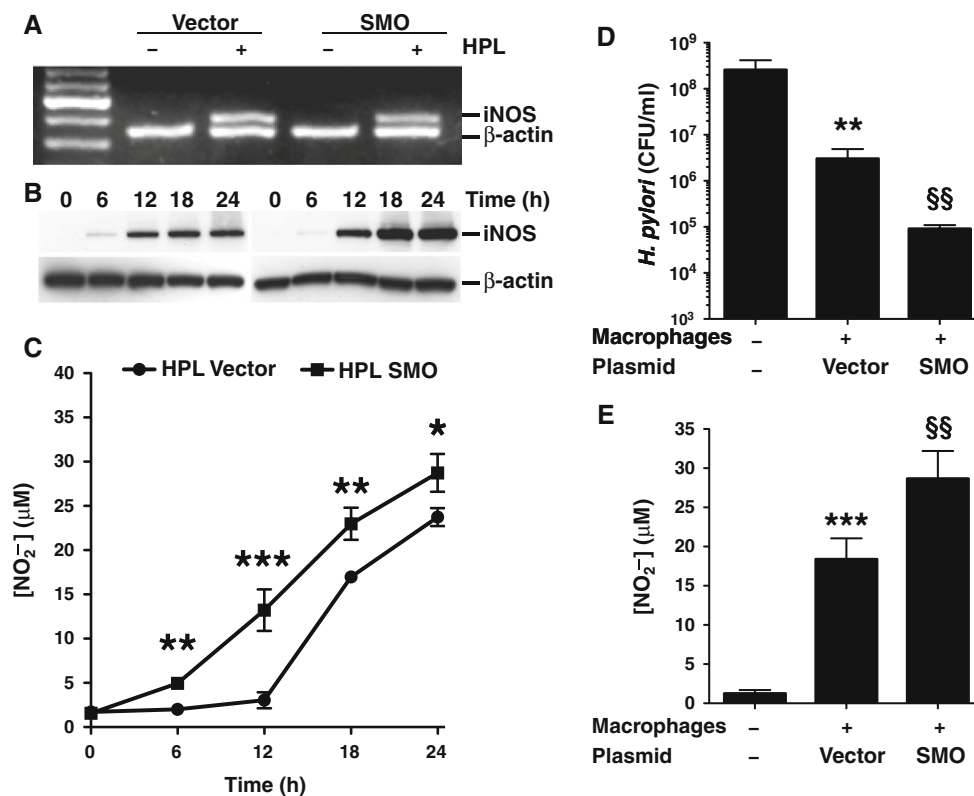 A
Vector SMO
– + – + HPL
iNOS
β-actin
B
0 6 12 18 24 0 6 12 18 24 Time (h)
iNOS
β-actin
C
HPL Vector HPL SMO
[NO₂⁻] (μM)
40
35
30
25
20
15
10
5
0
** *** ** *
0 6 12 18 24
Time (h)
D
H. pylori (CFU/ml)
10⁹
10⁸
10⁷
10⁶
10⁵
10⁴
10³
** §§
Macrophages – + +
Plasmid – Vector SMO
E
[NO₂⁻] (μM)
35
30
25
20
15
10
5
0
*** §§
Macrophages – + +
Plasmid – Vector SMO